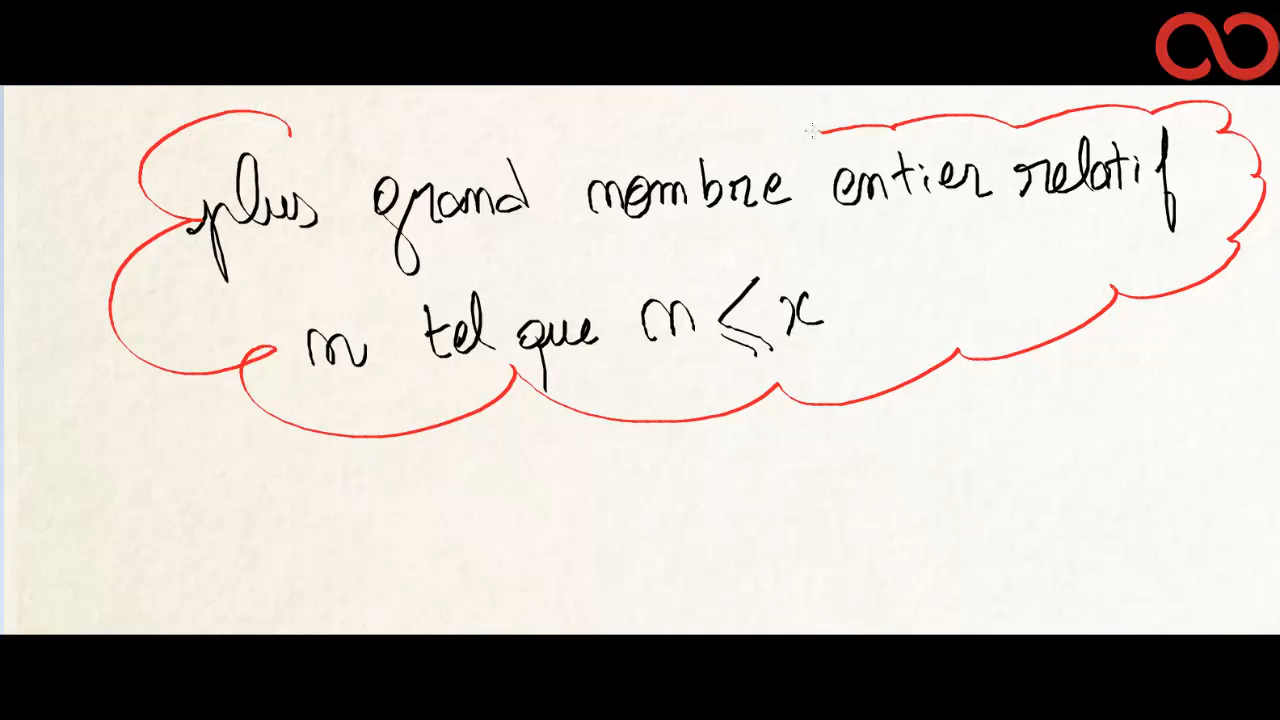 plus grand nombre entier relatif
n tel que n ⩽ x